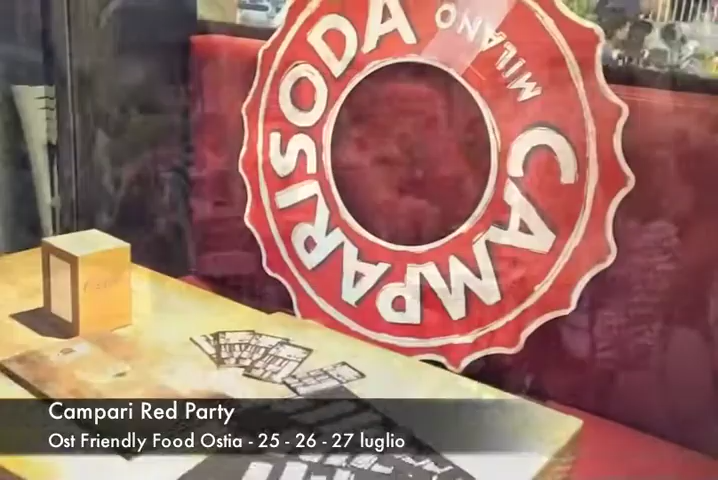 CAMPARISODA
MILANO
Campari Red Party
Ost Friendly Food Ostia - 25 - 26 - 27 luglio